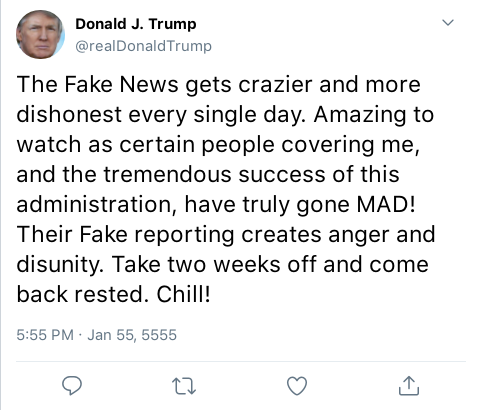 Donald J. Trump
@realDonaldTrump
The Fake News gets crazier and more
dishonest every single day. Amazing to
watch as certain people covering me,
and the tremendous success of this
administration, have truly gone MAD!
Their Fake reporting creates anger and
disunity. Take two weeks off and come
back rested. Chill!
5:55 PM · Jan 55, 5555